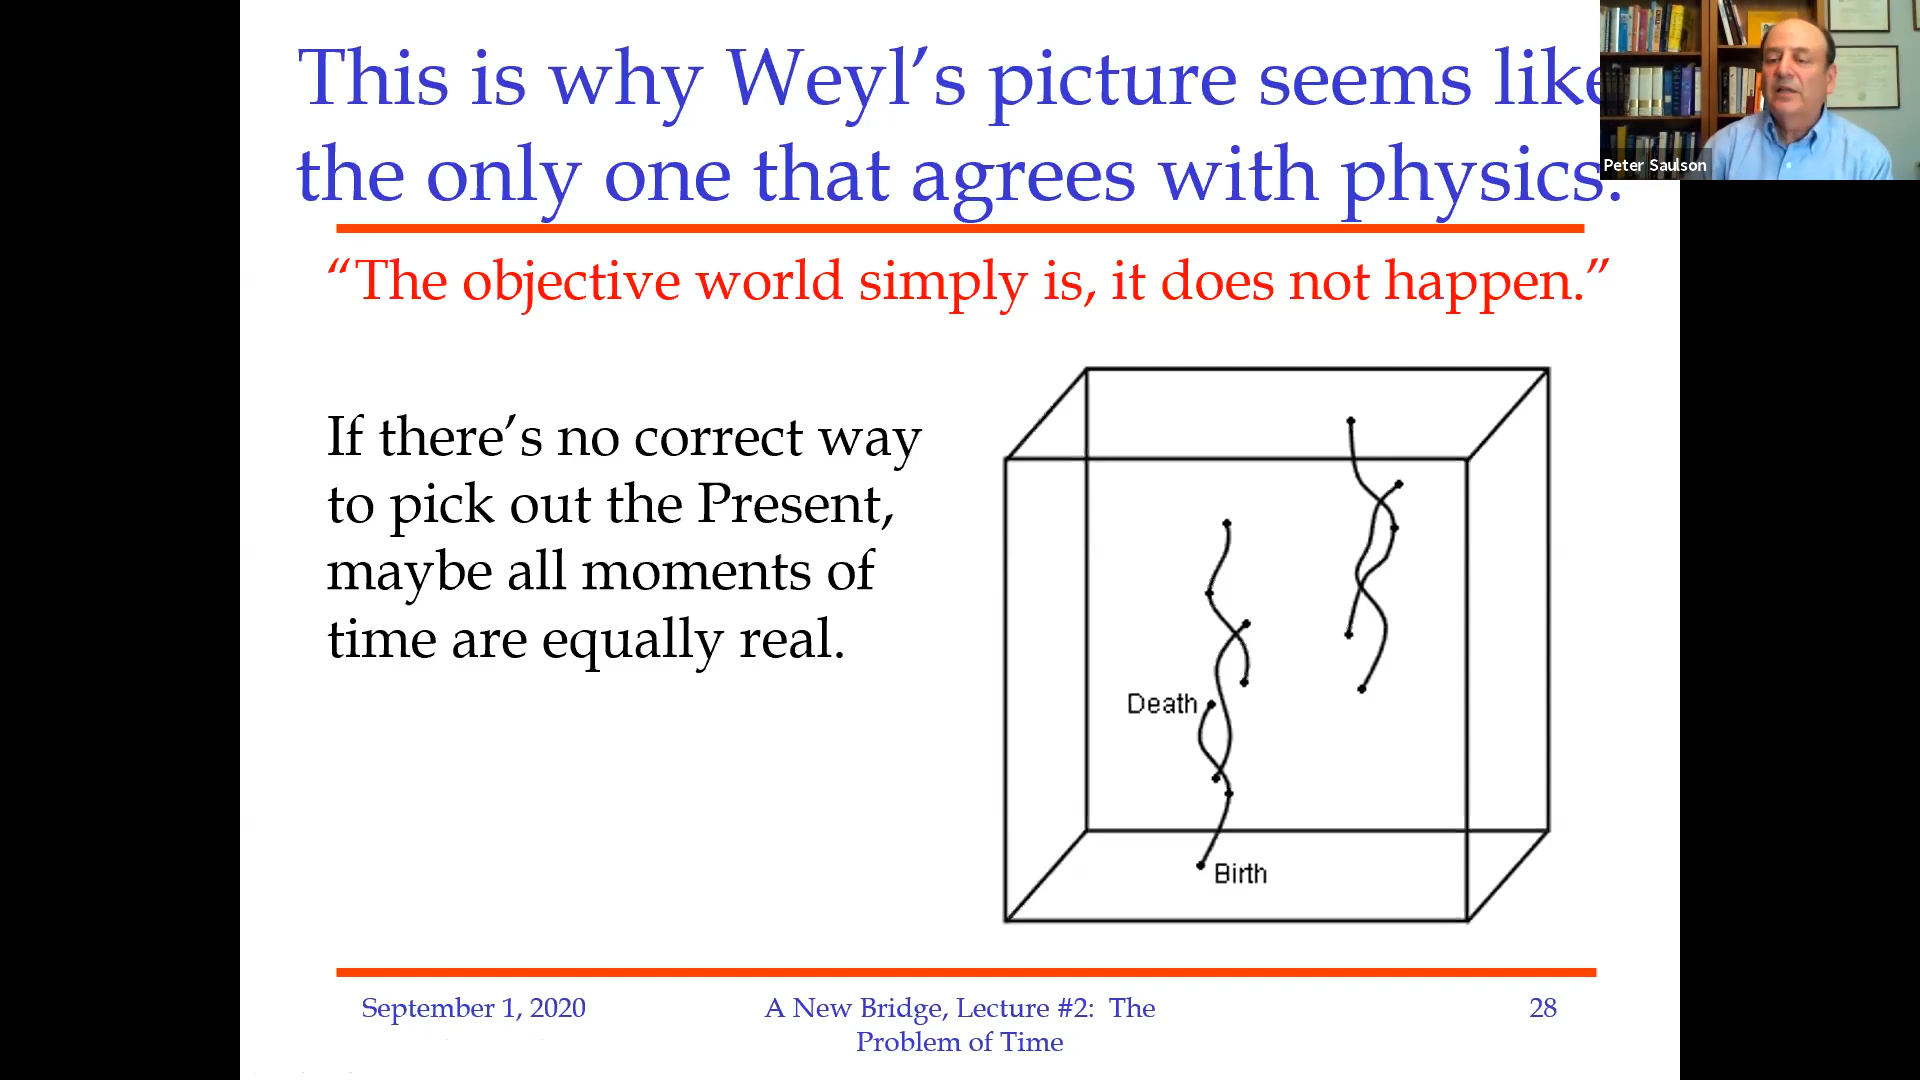 This is why Weyl’s picture seems like
the only one that agrees with physics.
Peter Saulson
“The objective world simply is, it does not happen.”
If there’s no correct way
to pick out the Present,
maybe all moments of
time are equally real.
Death
Birth
September 1, 2020
A New Bridge, Lecture #2: The
Problem of Time
28